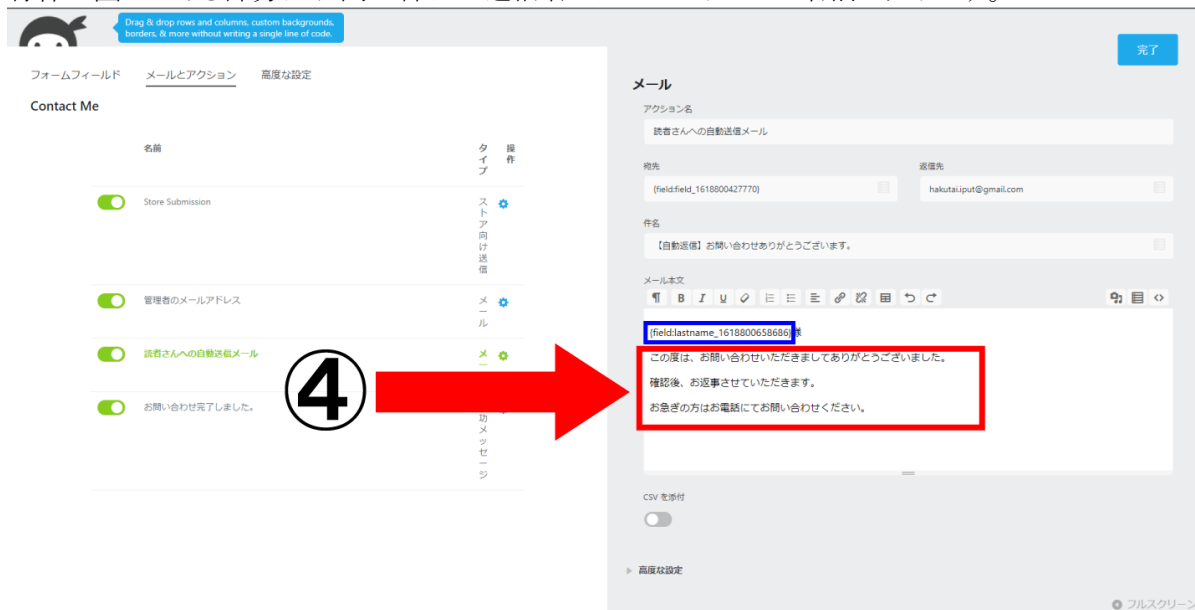 Drag & drop rows and columns, custom backgrounds,
borders, & more without writing a single line of code.
完了
フォームフィールド メールとアクション 高度な設定
Contact Me
名前 タイプ 操作
Store Submission ストア向け送信
管理者のメールアドレス メール
読者さんへの自動送信メール メー
お問い合わせ完了しました。 功メッセージ
④
メール
アクション名
読者さんへの自動送信メール
宛先 返信先
{field:field_1618800427770} hakutai.iput@gmail.com
件名
【自動返信】お問い合わせありがとうございます。
メール本文
{field:lastname_1618800658686}様
この度は、お問い合わせいただきましてありがとうございました。
確認後、お返事させていただきます。
お急ぎの方はお電話にてお問い合わせください。
CSV を添付
高度な設定
フルスクリーン